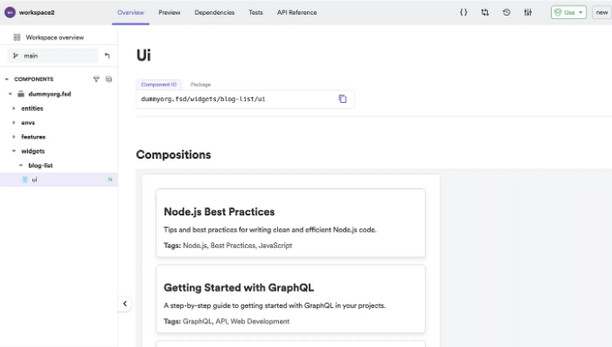 workspace2
Overview
Preview
Dependencies
Tests
API Reference
Use
new
Workspace overview
main
COMPONENTS
dummyorg.fsd
entities
envs
features
widgets
blog-list
ui
N
Ui
Component ID
Package
dummyorg.fsd/widgets/blog-list/ui
Compositions
Node.js Best Practices
Tips and best practices for writing clean and efficient Node.js code.
Tags: Node.js, Best Practices, JavaScript
Getting Started with GraphQL
A step-by-step guide to getting started with GraphQL in your projects.
Tags: GraphQL, API, Web Development